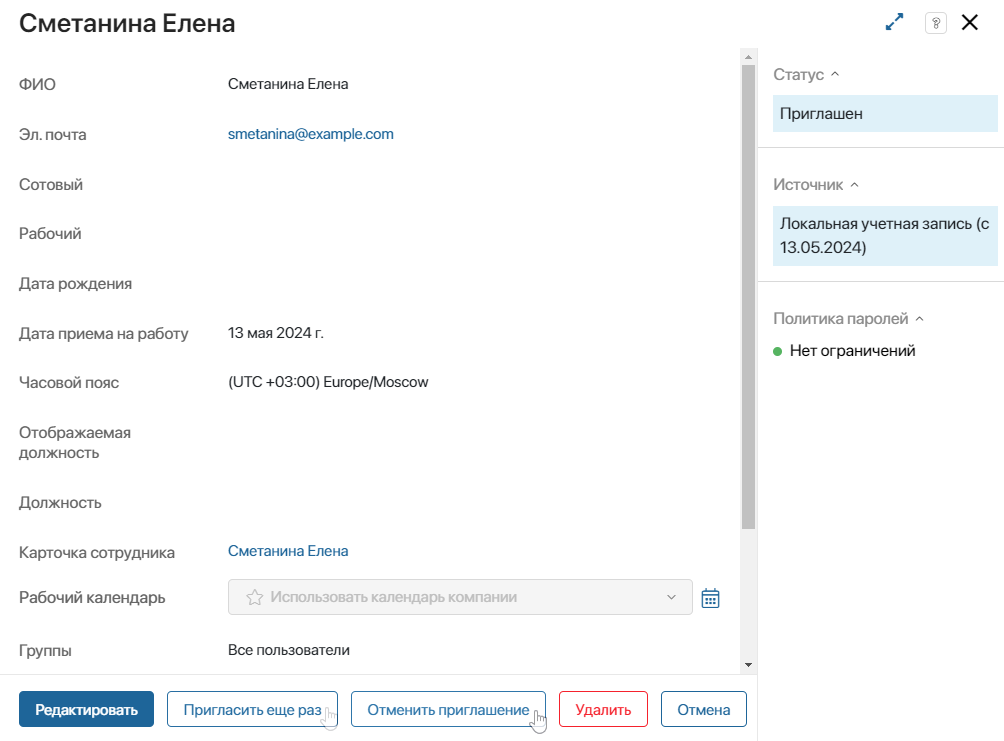 Сметанина Елена
?
ФИО
Сметанина Елена
Эл. почта
smetanina@example.com
Сотовый
Рабочий
Дата рождения
Дата приема на работу
13 мая 2024 г.
Часовой пояс
(UTC +03:00) Europe/Moscow
Отображаемая
должность
Должность
Карточка сотрудника
Сметанина Елена
Рабочий календарь
Использовать календарь компании
Группы
Все пользователи
Статус
Приглашен
Источник
Локальная учетная запись (с
13.05.2024)
Политика паролей
Нет ограничений
Редактировать
Пригласить еще раз
Отменить приглашение
Удалить
Отмена